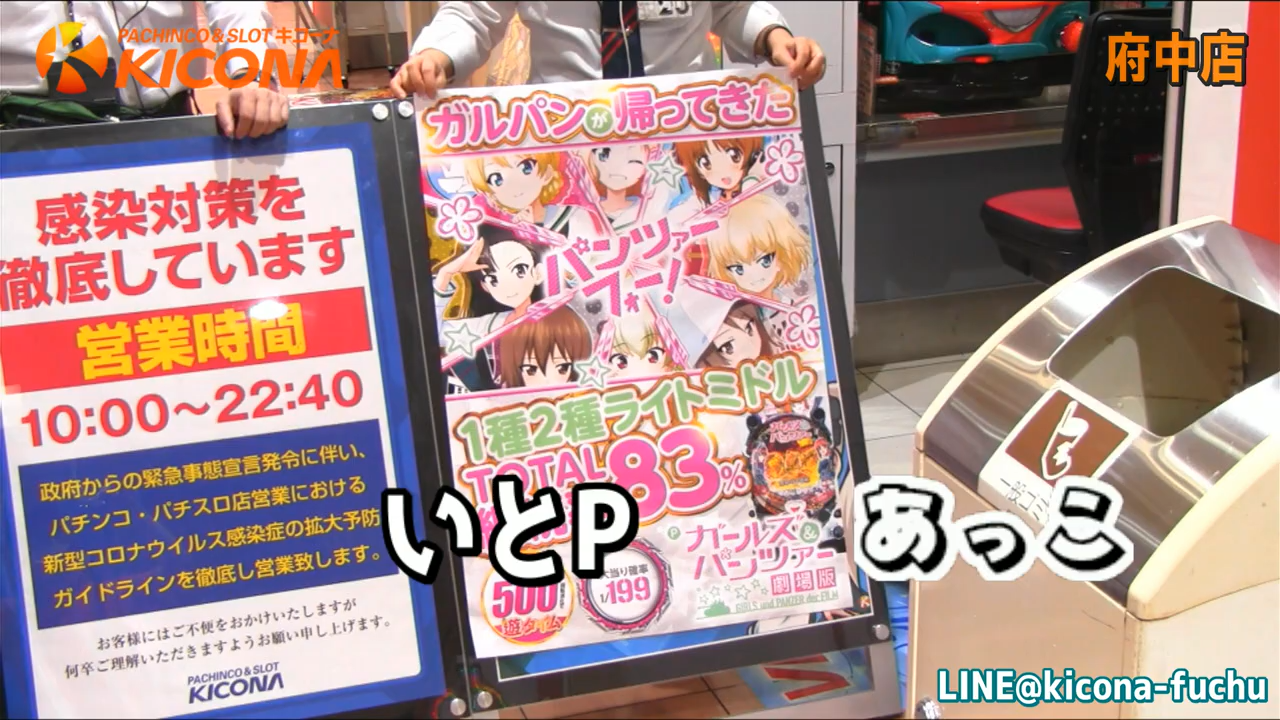 PACHINCO & SLOT キコーナ
KICONA
府中店
感染対策を
徹底しています
営業時間
10:00〜22:40
政府からの緊急事態宣言発令に伴い、
パチンコ・パチスロ店営業における
新型コロナウイルス感染症の拡大予防
ガイドラインを徹底し営業致します。
お客様にはご不便をおかけいたしますが
何卒ご理解いただきますようお願い申し上げます。
PACHINCO & SLOT
KICONA
ガルパンが帰ってきた
パンツァー
フォー!
1種2種ライトミドル
TOTAL
83%
500
遊タイム
大当り確率
1/199
P ガールズ&
パンツァー
劇場版
GIRLS und PANZER der FILM
いとP
あっこ
一般ゴミ
LINE@kicona-fuchu